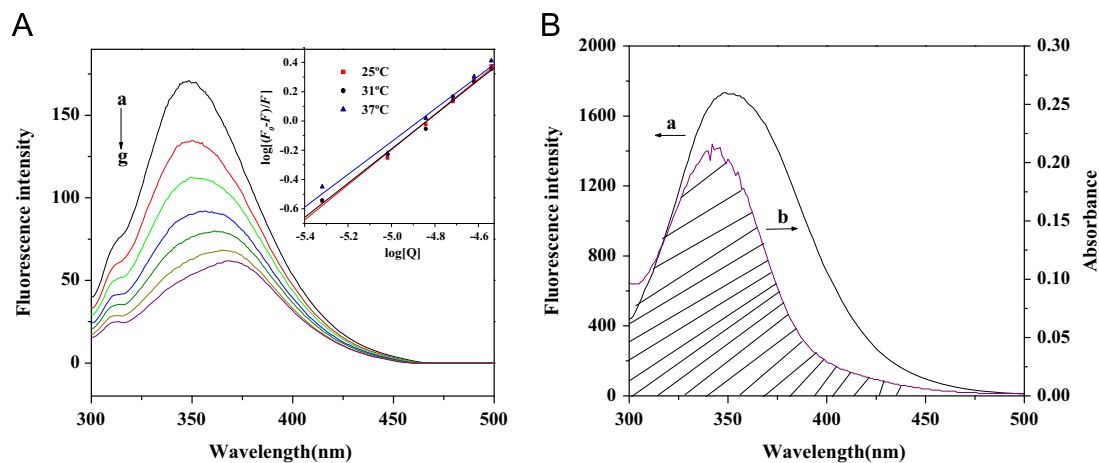 A
Fluorescence intensity
150
100
50
0
300
350
400
450
500
Wavelength(nm)
a
g
log[(F₀-F)/F]
0.4
0.2
0.0
-0.2
-0.4
-0.6
-5.4
-5.2
-5.0
-4.8
-4.6
log[Q]
25ºC
31ºC
37ºC
B
Fluorescence intensity
2000
1800
1400
1200
800
600
400
0
300
350
400
450
500
Wavelength(nm)
a
b
0.30
0.25
0.20
0.15
0.10
0.05
0.00
Absorbance